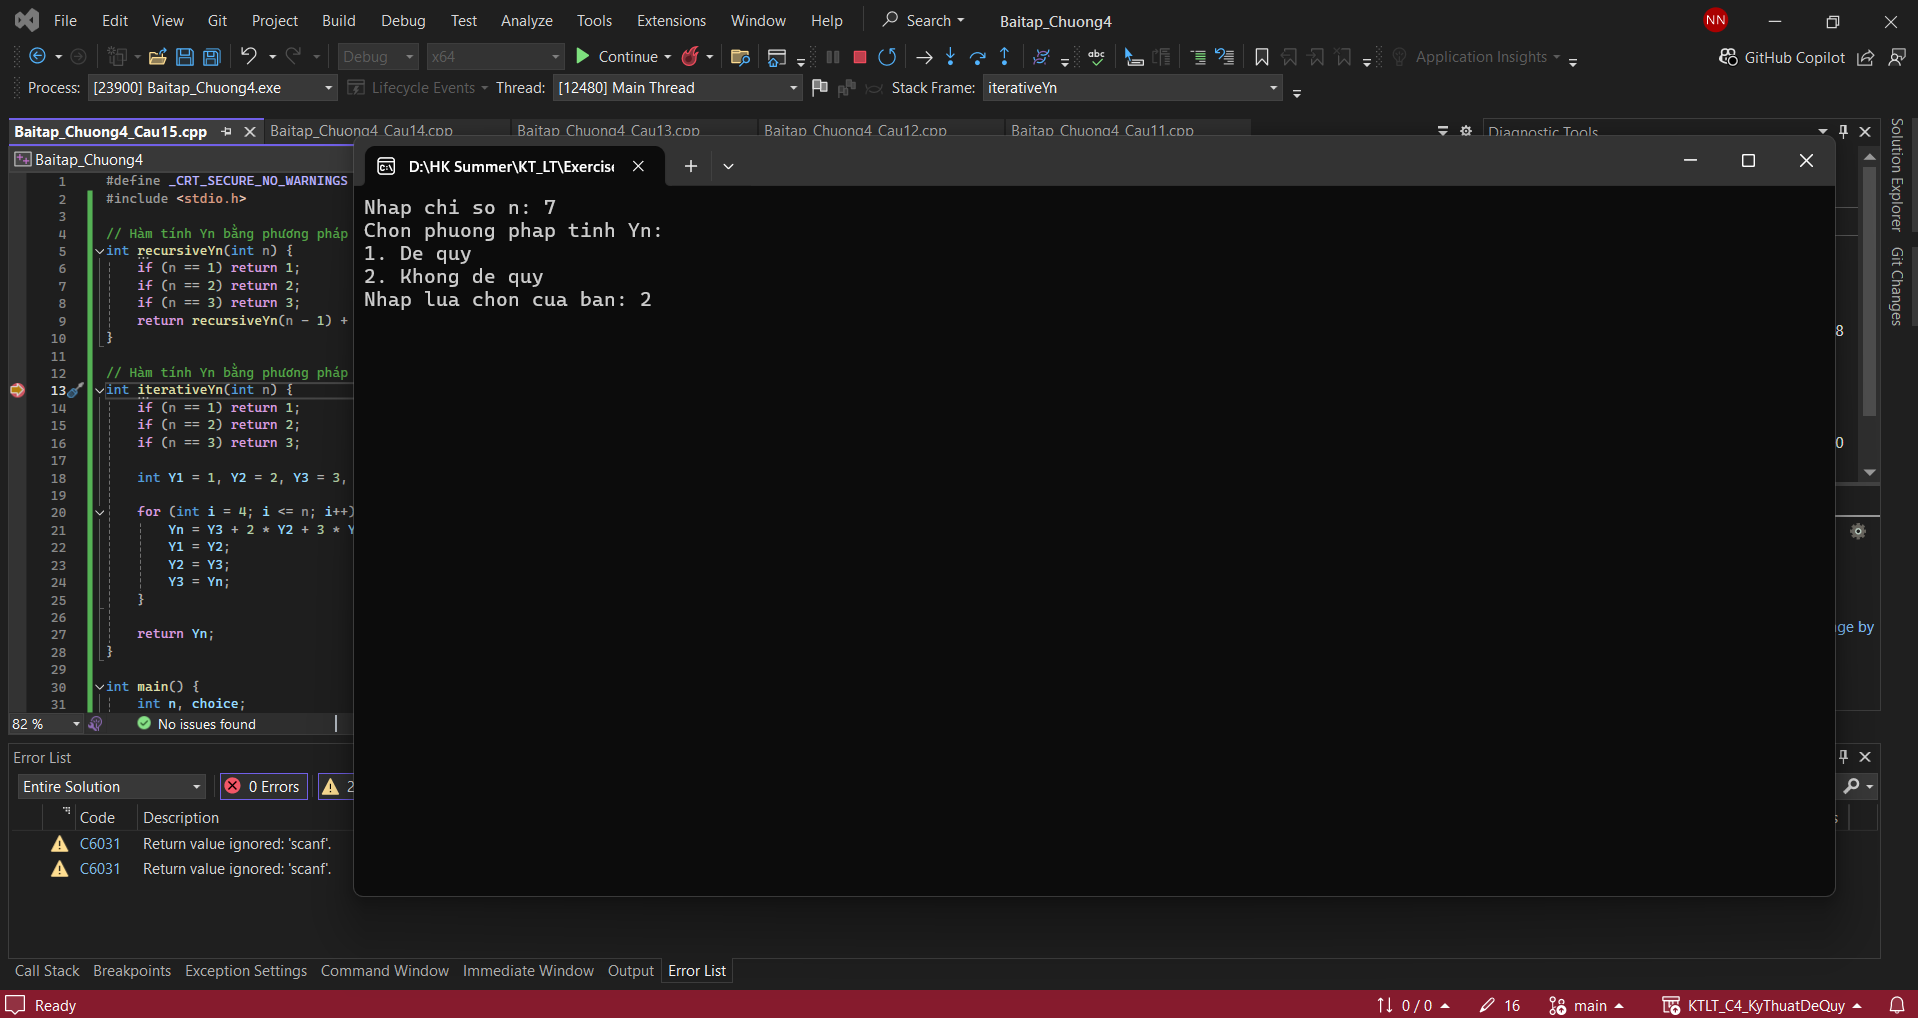 File Edit View Git Project Build Debug Test Analyze Tools Extensions Window Help Search Baitap_Chuong4 NN
Debug x64 Continue abc Application Insights GitHub Copilot
Process: [23900] Baitap_Chuong4.exe Lifecycle Events Thread: [12480] Main Thread Stack Frame: iterativeYn
Baitap_Chuong4_Cau15.cpp Baitap_Chuong4_Cau14.cpp Baitap_Chuong4_Cau13.cpp Baitap_Chuong4_Cau12.cpp Baitap_Chuong4_Cau11.cpp Diagnostic Tools
Baitap_Chuong4
1 #define _CRT_SECURE_NO_WARNINGS
2 #include <stdio.h>
3
4 // Hàm tính Yn bằng phương pháp
5 int recursiveYn(int n) {
6 if (n == 1) return 1;
7 if (n == 2) return 2;
8 if (n == 3) return 3;
9 return recursiveYn(n - 1) +
10 }
11
12 // Hàm tính Yn bằng phương pháp
13 int iterativeYn(int n) {
14 if (n == 1) return 1;
15 if (n == 2) return 2;
16 if (n == 3) return 3;
17
18 int Y1 = 1, Y2 = 2, Y3 = 3,
19
20 for (int i = 4; i <= n; i++)
21 Yn = Y3 + 2 * Y2 + 3 * Y
22 Y1 = Y2;
23 Y2 = Y3;
24 Y3 = Yn;
25 }
26
27 return Yn;
28 }
29
30 int main() {
31 int n, choice;
82 % No issues found
D:\HK Summer\KT_LT\Exercise
Nhap chi so n: 7
Chon phuong phap tinh Yn:
1. De quy
2. Khong de quy
Nhap lua chon cua ban: 2
8
0
ge by
Solution Explorer
Git Changes
Error List
Entire Solution 0 Errors 2
Code Description
C6031 Return value ignored: 'scanf'.
C6031 Return value ignored: 'scanf'.
Call Stack Breakpoints Exception Settings Command Window Immediate Window Output Error List
Ready 0 / 0 16 main KTLT_C4_KyThuatDeQuy